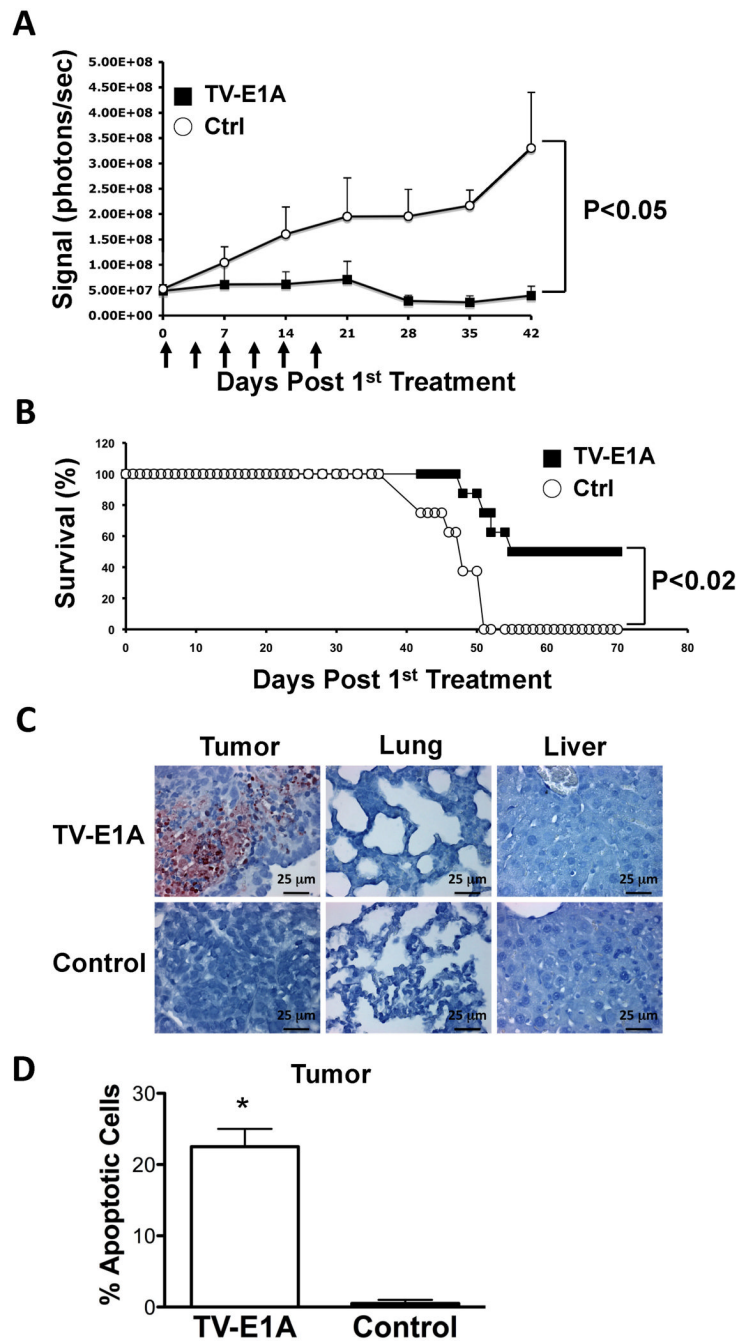 A
Signal (photons/sec)
5.00E+08
4.50E+08
4.00E+08
3.50E+08
3.00E+08
2.50E+08
2.00E+08
1.50E+08
1.00E+08
5.00E+07
0.00E+00
TV-E1A
Ctrl
P<0.05
0 7 14 21 28 35 42
Days Post 1st Treatment
B
Survival (%)
120
100
80
60
40
20
0
TV-E1A
Ctrl
P<0.02
0 10 20 30 40 50 60 70 80
Days Post 1st Treatment
C
Tumor Lung Liver
TV-E1A
25 μm 25 μm 25 μm
Control
25 μm 25 μm 25 μm
D
Tumor
% Apoptotic Cells
30
20
10
0
*
TV-E1A Control